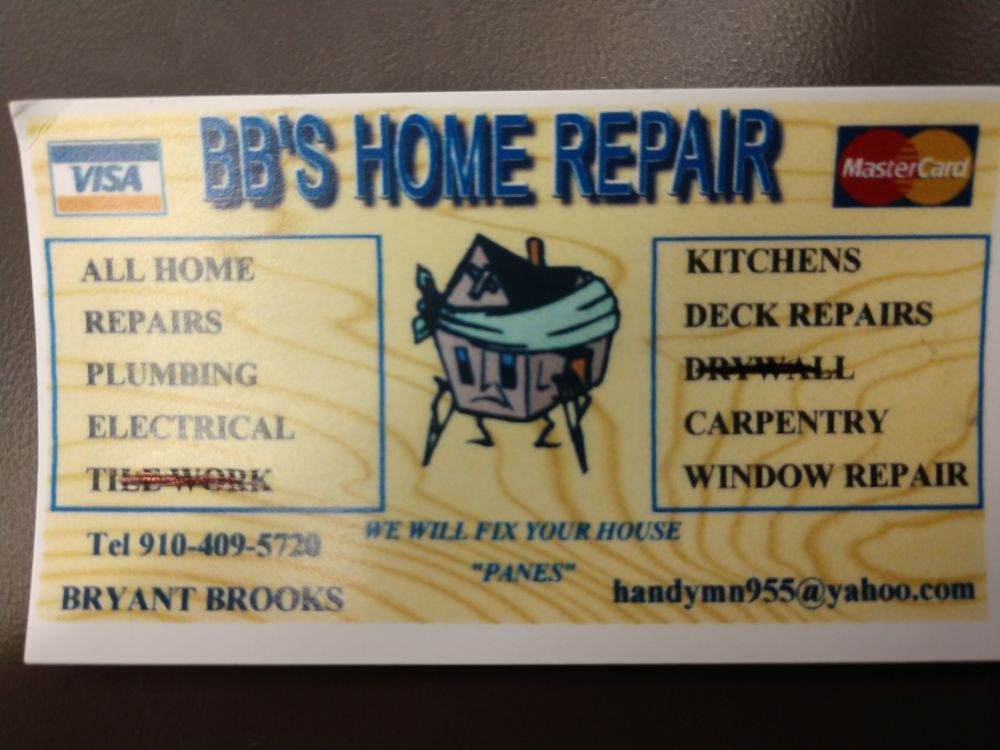 BB'S HOME REPAIR
VISA
MasterCard
ALL HOME
REPAIRS
PLUMBING
ELECTRICAL
TILE WORK
KITCHENS
DECK REPAIRS
DRYWALL
CARPENTRY
WINDOW REPAIR
Tel 910-409-5720
BRYANT BROOKS
WE WILL FIX YOUR HOUSE
"PANES"
handymn955@yahoo.com